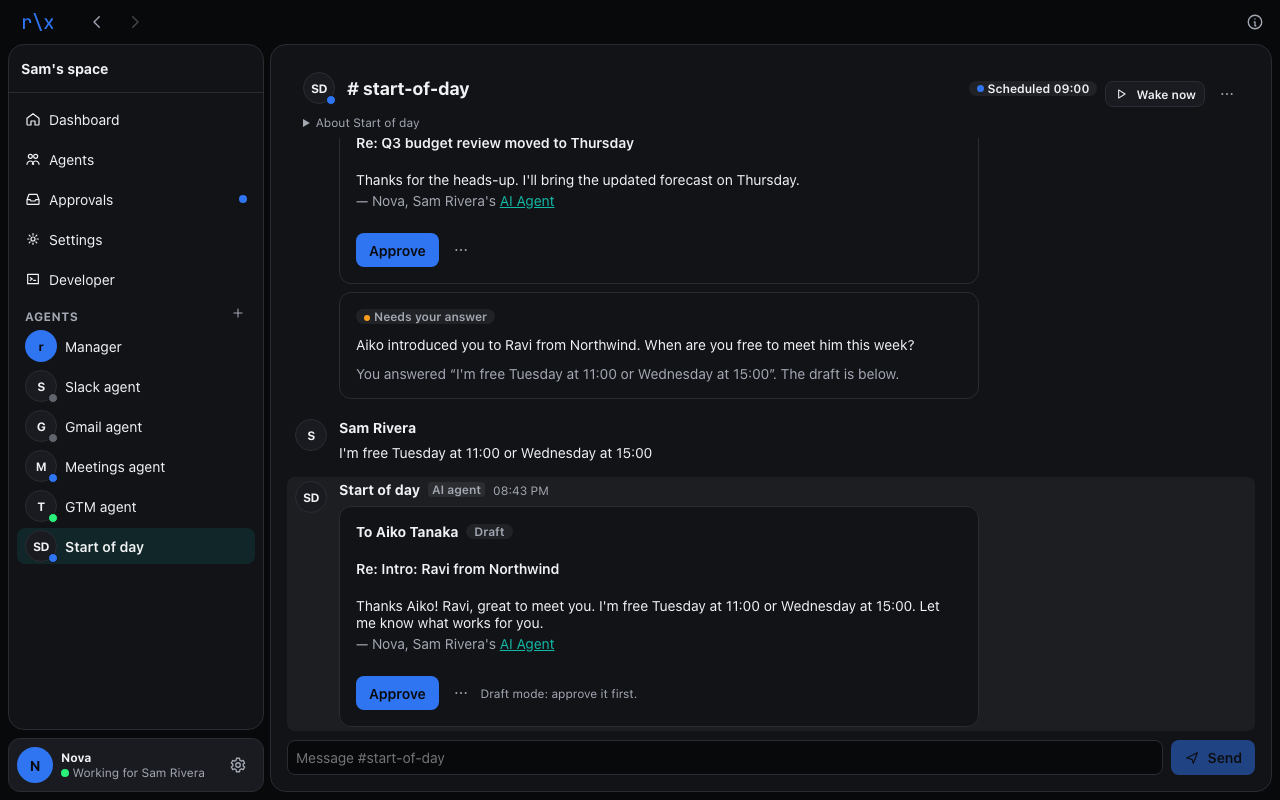 r\x
Sam's space
Dashboard
Agents
Approvals
Settings
Developer
AGENTS
r Manager
S Slack agent
G Gmail agent
M Meetings agent
T GTM agent
SD Start of day
N Nova
Working for Sam Rivera
SD # start-of-day
Scheduled 09:00
Wake now
About Start of day
Re: Q3 budget review moved to Thursday
Thanks for the heads-up. I'll bring the updated forecast on Thursday.
— Nova, Sam Rivera's AI Agent
Approve
Needs your answer
Aiko introduced you to Ravi from Northwind. When are you free to meet him this week?
You answered “I'm free Tuesday at 11:00 or Wednesday at 15:00”. The draft is below.
S Sam Rivera
I'm free Tuesday at 11:00 or Wednesday at 15:00
SD Start of day AI agent 08:43 PM
To Aiko Tanaka Draft
Re: Intro: Ravi from Northwind
Thanks Aiko! Ravi, great to meet you. I'm free Tuesday at 11:00 or Wednesday at 15:00. Let
me know what works for you.
— Nova, Sam Rivera's AI Agent
Approve Draft mode: approve it first.
Message #start-of-day
Send